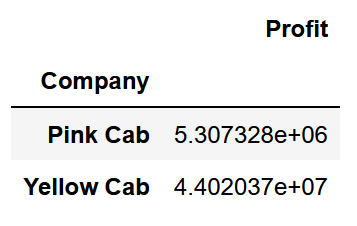 Profit
Company
Pink Cab 5.307328e+06
Yellow Cab 4.402037e+07